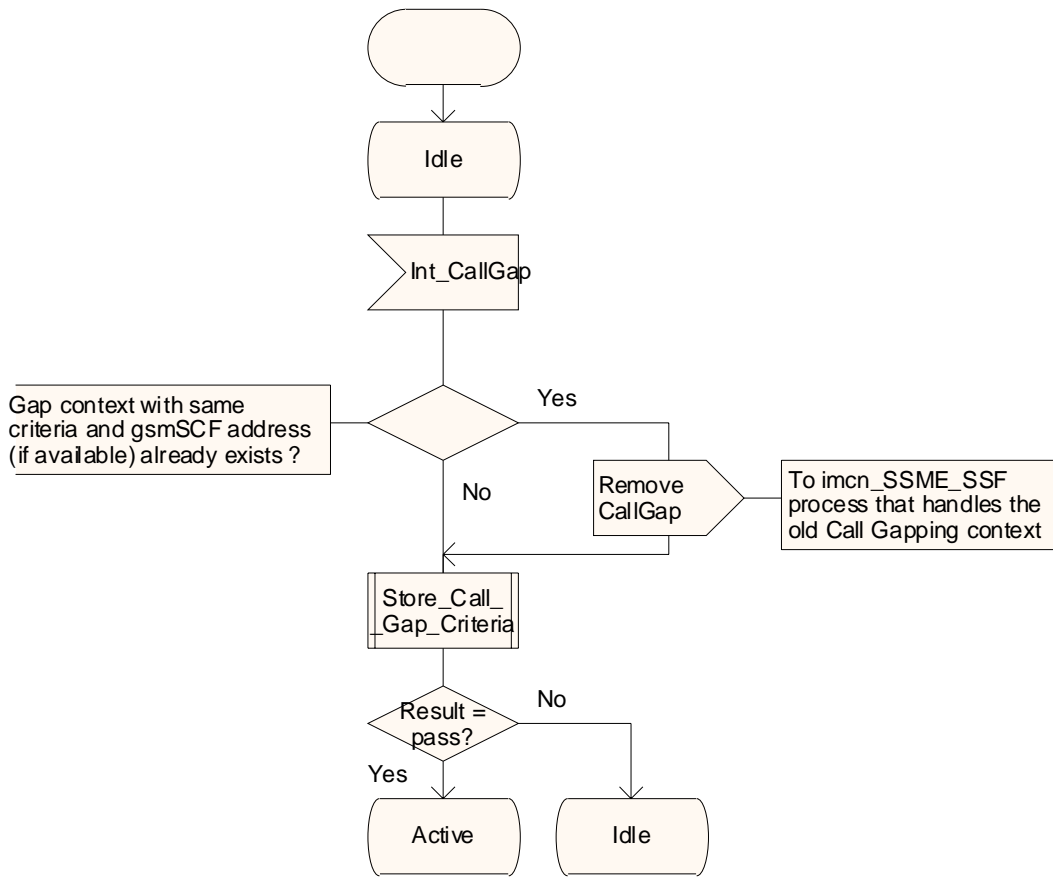 Idle
Int_CallGap
Gap context with same
criteria and gsmSCF address
(if available) already exists ?
Yes
No
Remove
CallGap
To imcn_SSME_SSF
process that handles the
old Call Gapping context
Store_Call_
_Gap_Criteria
Result =
pass?
No
Yes
Active
Idle